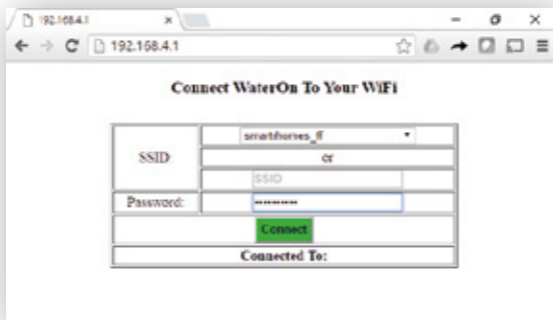 192.168.4.1
192.168.4.1
Connect WaterOn To Your WiFi
SSID
smarthomes_ff
or
SSID
Password:
Connect
Connected To: